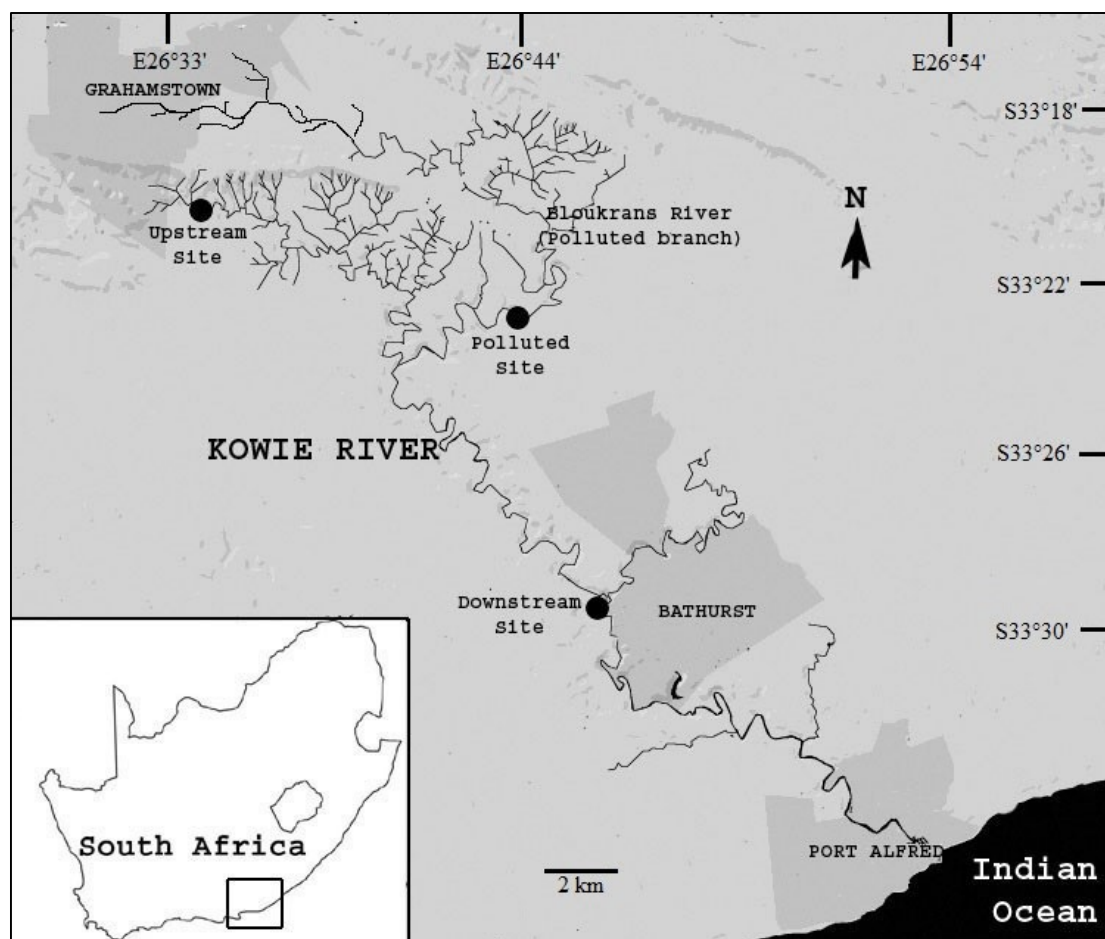 E26°33'
E26°44'
E26°54'
GRAHAMSTOWN
S33°18'
N
Bloukrans River
(Polluted branch)
Upstream
Site
S33°22'
Polluted
Site
KOWIE RIVER
S33°26'
Downstream
Site
BATHURST
S33°30'
South Africa
2 km
PORT ALFRED
Indian
Ocean